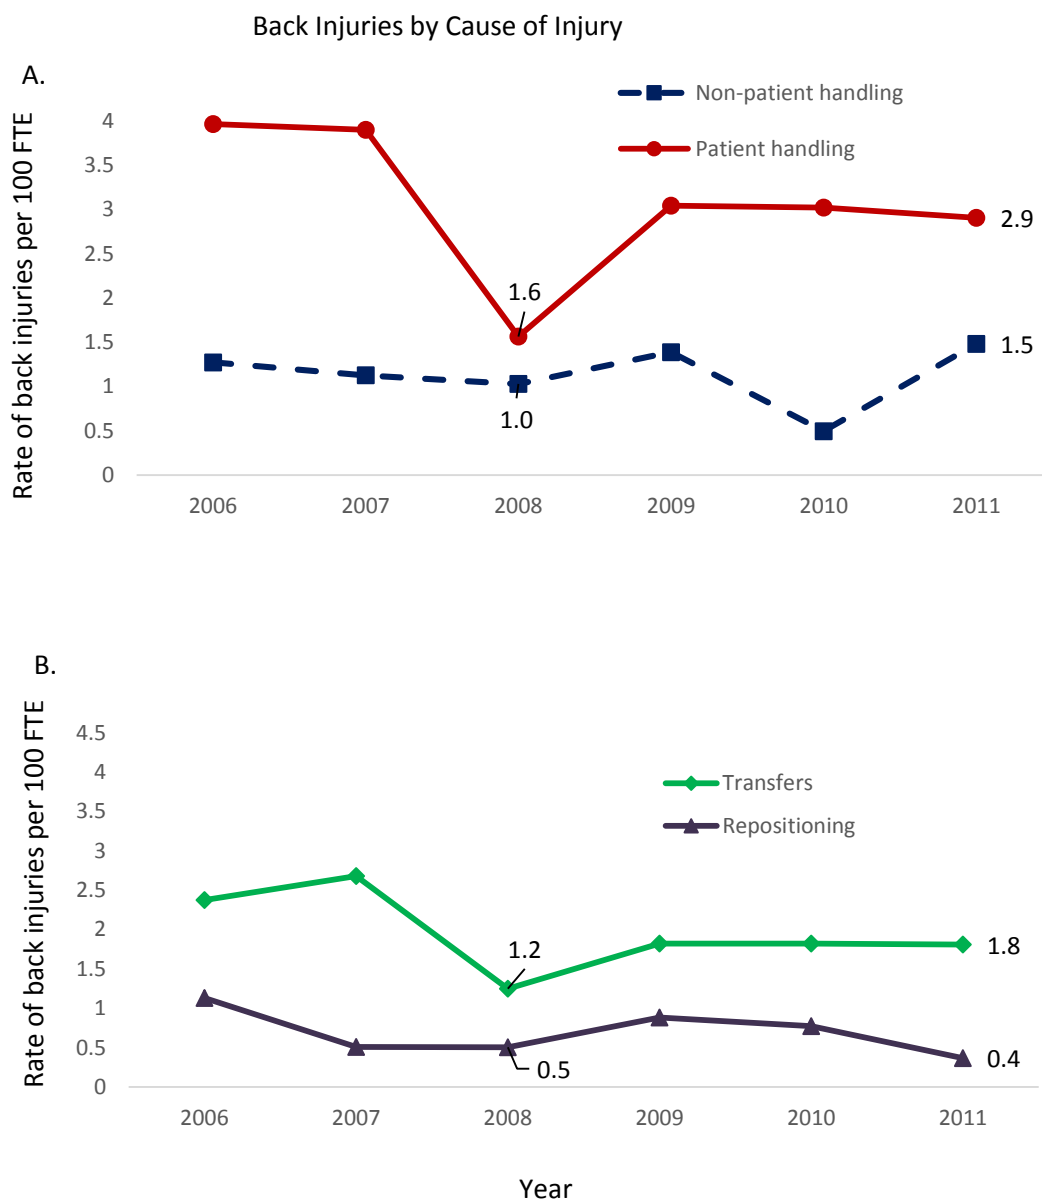 Back Injuries by Cause of Injury
A.
Non-patient handling
Patient handling
Rate of back injuries per 100 FTE
4
3.5
3
2.5
2
1.5
1
0.5
0
1.6
1.0
2.9
1.5
2006 2007 2008 2009 2010 2011
B.
Rate of back injuries per 100 FTE
4.5
4
3.5
3
2.5
2
1.5
1
0.5
0
Transfers
Repositioning
1.2
0.5
1.8
0.4
2006 2007 2008 2009 2010 2011
Year